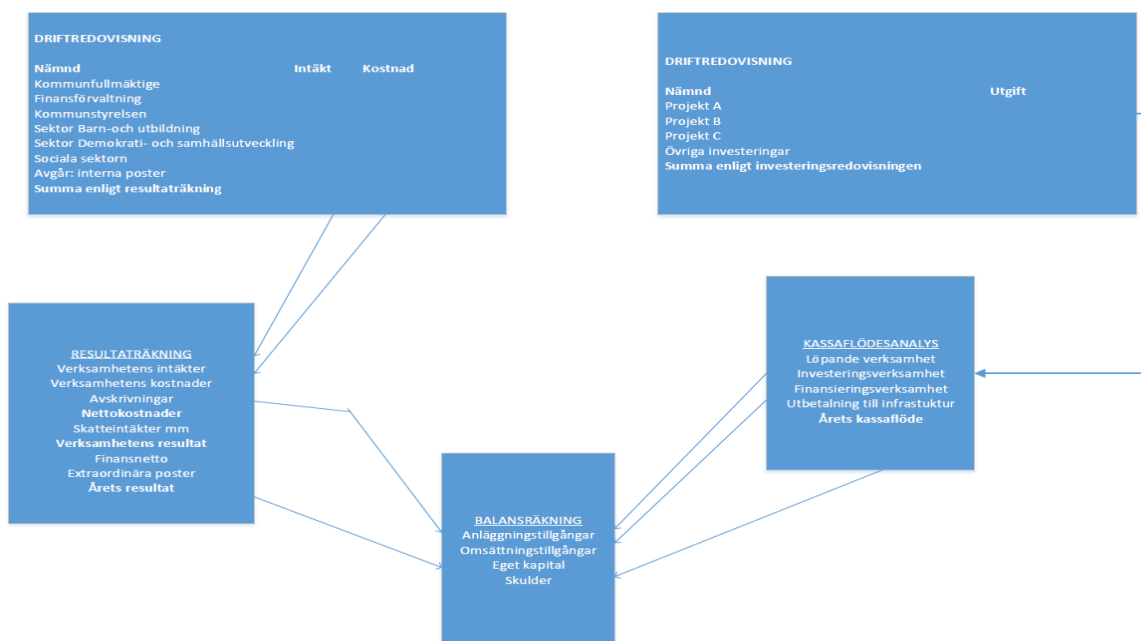 DRIFTREDOVISNING
Nämnd Intäkt Kostnad
Kommunfullmäktige
Finansförvaltning
Kommunstyrelsen
Sektor Barn-och utbildning
Sektor Demokrati- och samhällsutveckling
Sociala sektorn
Avgår: interna poster
Summa enligt resultaträkning
DRIFTREDOVISNING
Nämnd Utgift
Projekt A
Projekt B
Projekt C
Övriga investeringar
Summa enligt investeringsredovisningen
RESULTATRÄKNING
Verksamhetens intäkter
Verksamhetens kostnader
Avskrivningar
Nettokostnader
Skatteintäkter mm
Verksamhetens resultat
Finansnetto
Extraordinära poster
Årets resultat
KASSAFLÖDESANALYS
Löpande verksamhet
Investeringsverksamhet
Finansieringsverksamhet
Utbetalning till infrastuktur
Årets kassaflöde
BALANSRÄKNING
Anläggningstillgångar
Omsättningstillgångar
Eget kapital
Skulder